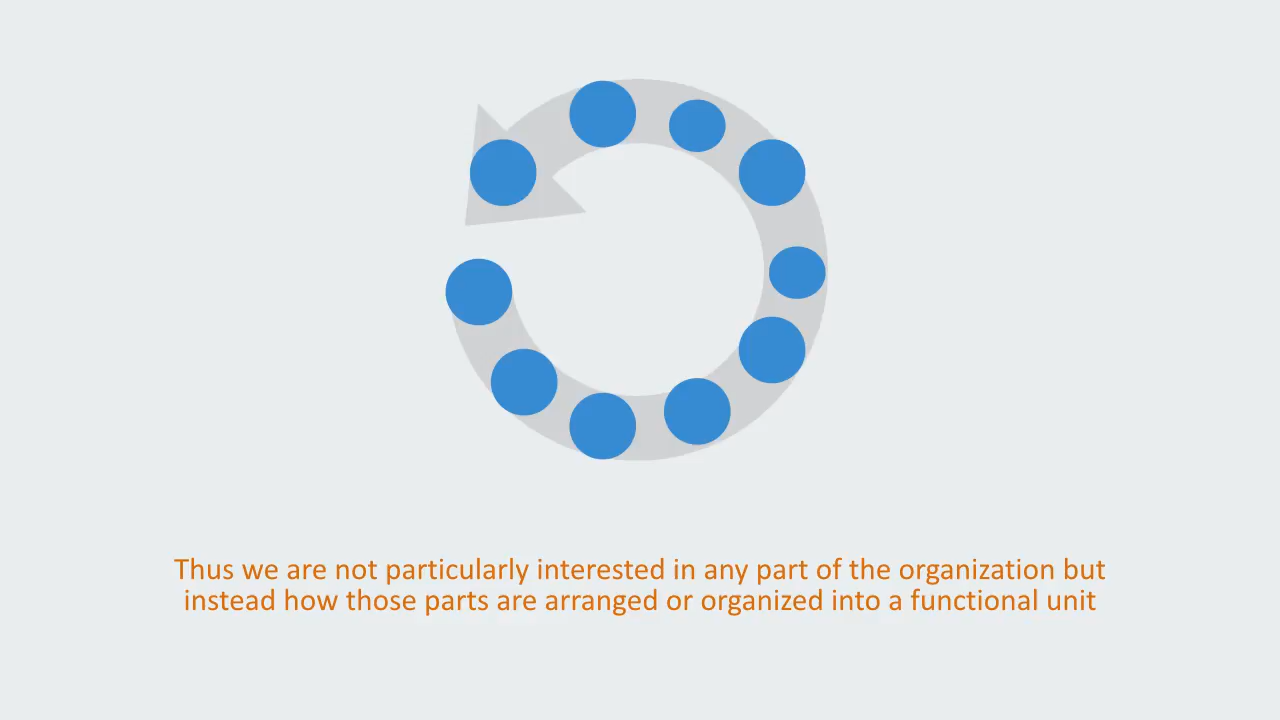 Thus we are not particularly interested in any part of the organization but
instead how those parts are arranged or organized into a functional unit